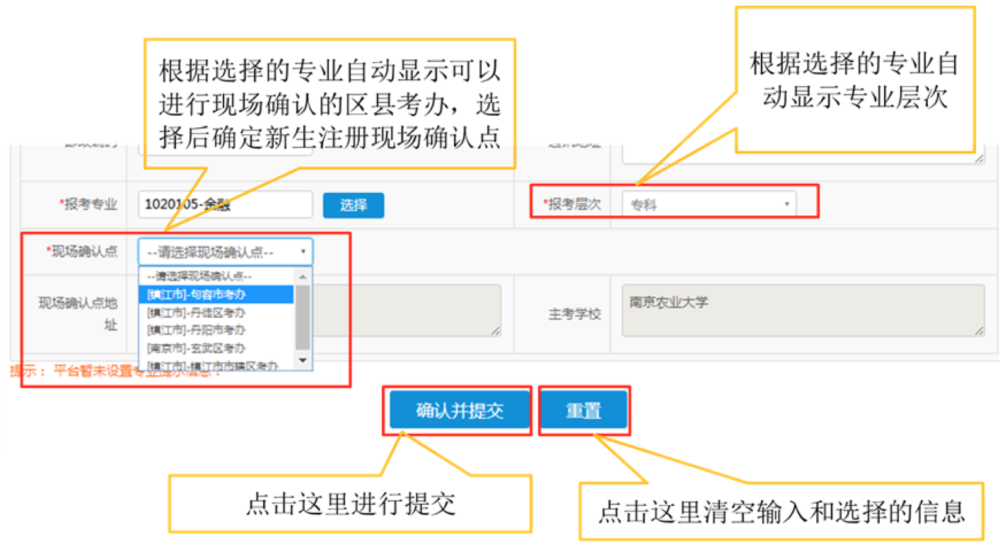 根据选择的专业自动显示可以
进行现场确认的区县考办，选
择后确定新生注册现场确认点
根据选择的专业自
动显示专业层次
*报考专业
1020105-金融
选择
*报考层次
专科
*现场确认点
--请选择现场确认点--
--请选择现场确认点--
[镇江市]-句容市考办
[镇江市]-丹徒区考办
[镇江市]-丹阳市考办
[南京市]-玄武区考办
[镇江市]-镇江市市辖区考办
现场确认点地
址
主考学校
南京农业大学
提示： 平台暂未设置专业提示信息！
确认并提交
重置
点击这里进行提交
点击这里清空输入和选择的信息